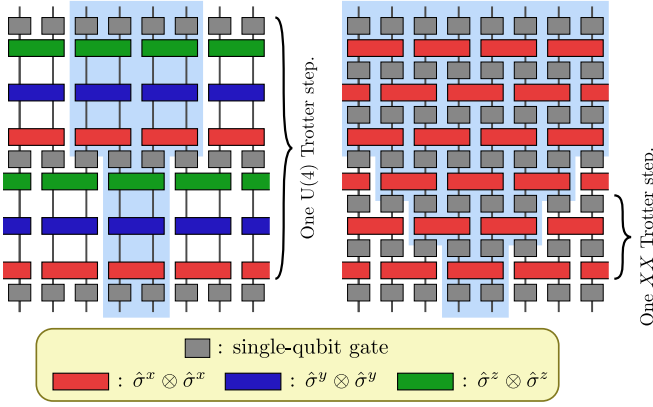 One U(4) Trotter step.
One XX Trotter step.
: single-qubit gate
: σ̂ˣ ⊗ σ̂ˣ : σ̂ʸ ⊗ σ̂ʸ : σ̂ᶻ ⊗ σ̂ᶻ